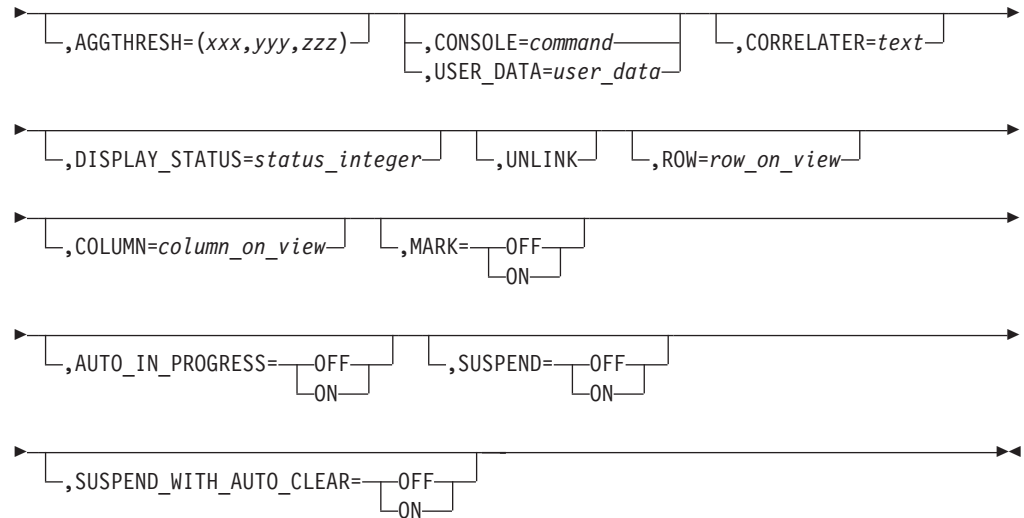 ,AGGTHRESH=(xxx,yyy,zzz) ,CONSOLE=command ,CORRELATER=text
,USER_DATA=user_data
,DISPLAY_STATUS=status_integer ,UNLINK ,ROW=row_on_view
,COLUMN=column_on_view ,MARK= OFF
ON
,AUTO_IN_PROGRESS= OFF ,SUSPEND= OFF
ON ON
,SUSPEND_WITH_AUTO_CLEAR= OFF
ON